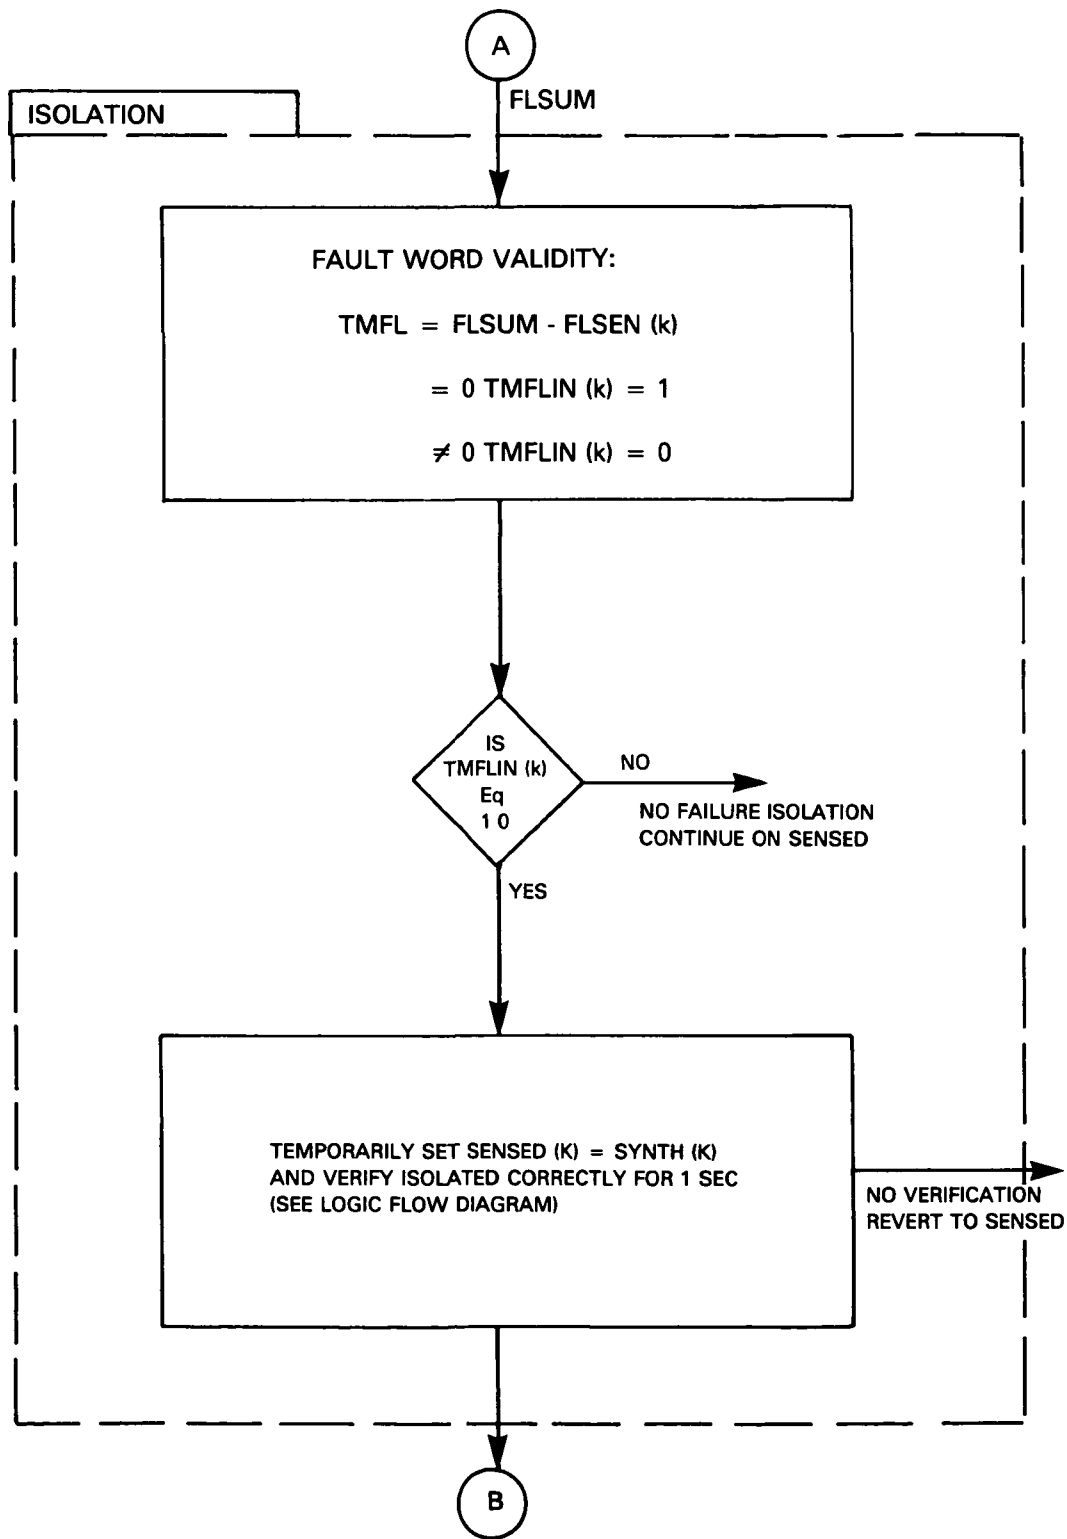 A
FLSUM
ISOLATION
FAULT WORD VALIDITY:
TMFL = FLSUM - FLSEN (k)
= 0 TMFLIN (k) = 1
≠ 0 TMFLIN (k) = 0
IS
TMFLIN (k)
Eq
1 0
NO
NO FAILURE ISOLATION
CONTINUE ON SENSED
YES
TEMPORARILY SET SENSED (K) = SYNTH (K)
AND VERIFY ISOLATED CORRECTLY FOR 1 SEC
(SEE LOGIC FLOW DIAGRAM)
NO VERIFICATION
REVERT TO SENSED
B